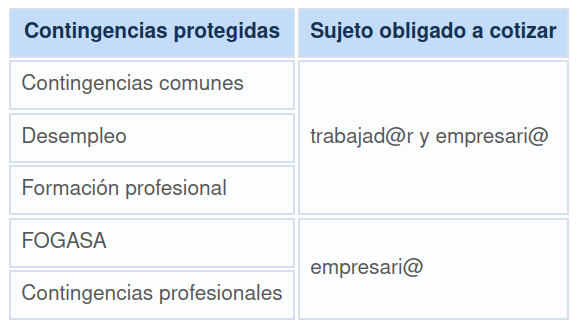 Contingencias protegidas
Sujeto obligado a cotizar
Contingencias comunes
Desempleo
Formación profesional
trabajad@r y empresari@
FOGASA
Contingencias profesionales
empresari@